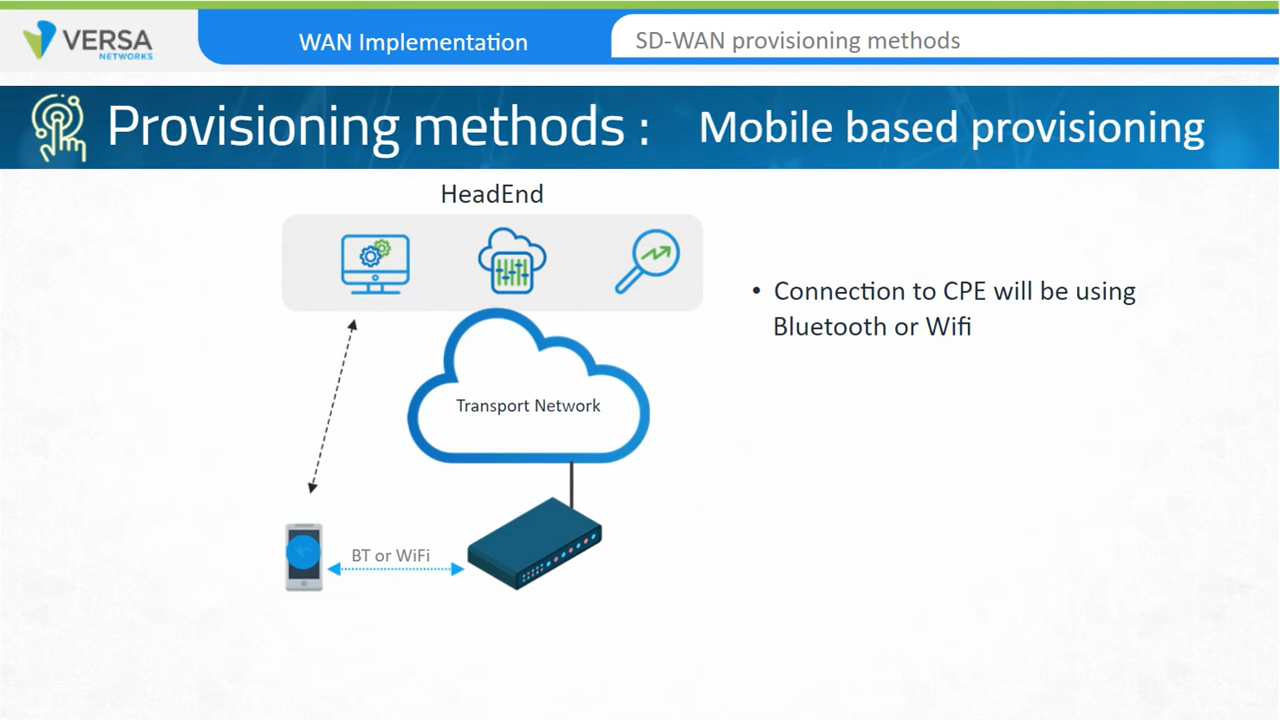 VERSA
NETWORKS
WAN Implementation
SD-WAN provisioning methods
Provisioning methods :
Mobile based provisioning
HeadEnd
• Connection to CPE will be using
Bluetooth or Wifi
Transport Network
BT or WiFi